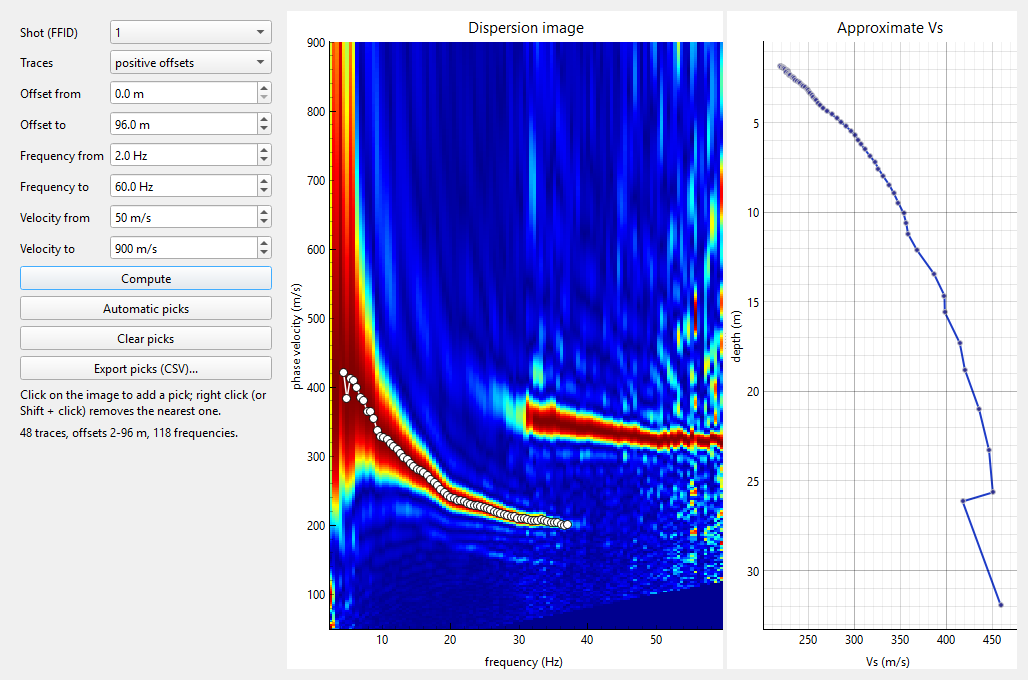 Shot (FFID) 1
Traces positive offsets
Offset from 0.0 m
Offset to 96.0 m
Frequency from 2.0 Hz
Frequency to 60.0 Hz
Velocity from 50 m/s
Velocity to 900 m/s
Compute
Automatic picks
Clear picks
Export picks (CSV)...
Click on the image to add a pick; right click (or
Shift + click) removes the nearest one.
48 traces, offsets 2-96 m, 118 frequencies.
Dispersion image
phase velocity (m/s)
900
800
700
600
500
400
300
200
100
10 20 30 40 50
frequency (Hz)
Approximate Vs
depth (m)
5
10
15
20
25
30
250 300 350 400 450
Vs (m/s)